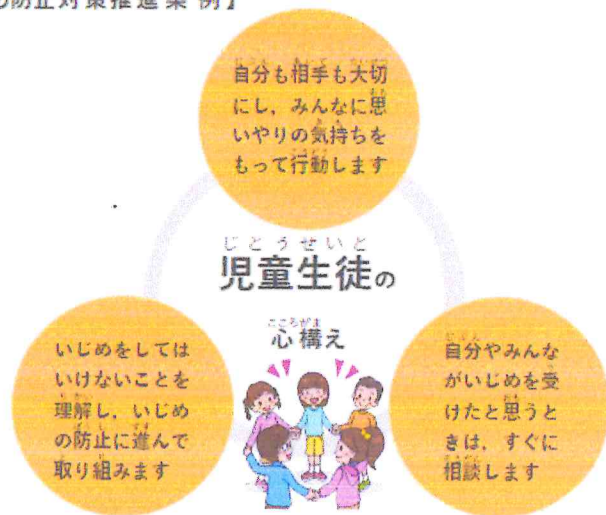 防止対策推進条例】
自分も相手も大切
にし，みんなに思
いやりの気持ちを
もって行動します
じとうせいと
児童生徒の
こころがま
心構え
いじめをしては
いけないことを
理解し，いじめ
の防止に進んで
取り組みます
自分やみんな
がいじめを受
けたと思うと
きは，すぐに
相談します